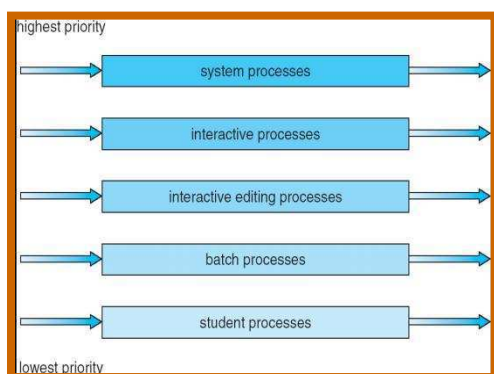 highest priority
system processes
interactive processes
interactive editing processes
batch processes
student processes
lowest priority